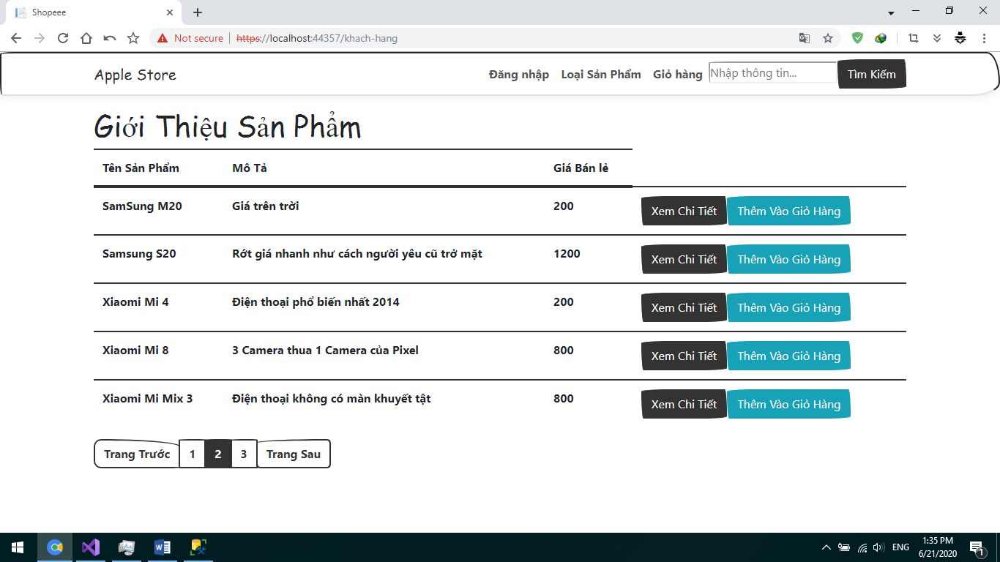 Shopeee
Not secure | https://localhost:44357/khach-hang
Apple Store
Đăng nhập Loại Sản Phẩm Giỏ hàng Nhập thông tin... Tìm Kiếm
Giới Thiệu Sản Phẩm
Tên Sản Phẩm Mô Tả Giá Bán lẻ
SamSung M20 Giá trên trời 200 Xem Chi Tiết Thêm Vào Giỏ Hàng
Samsung S20 Rớt giá nhanh như cách người yêu cũ trở mặt 1200 Xem Chi Tiết Thêm Vào Giỏ Hàng
Xiaomi Mi 4 Điện thoại phổ biến nhất 2014 200 Xem Chi Tiết Thêm Vào Giỏ Hàng
Xiaomi Mi 8 3 Camera thua 1 Camera của Pixel 800 Xem Chi Tiết Thêm Vào Giỏ Hàng
Xiaomi Mi Mix 3 Điện thoại không có màn khuyết tật 800 Xem Chi Tiết Thêm Vào Giỏ Hàng
Trang Trước 1 2 3 Trang Sau
ENG
1:35 PM
6/21/2020
1